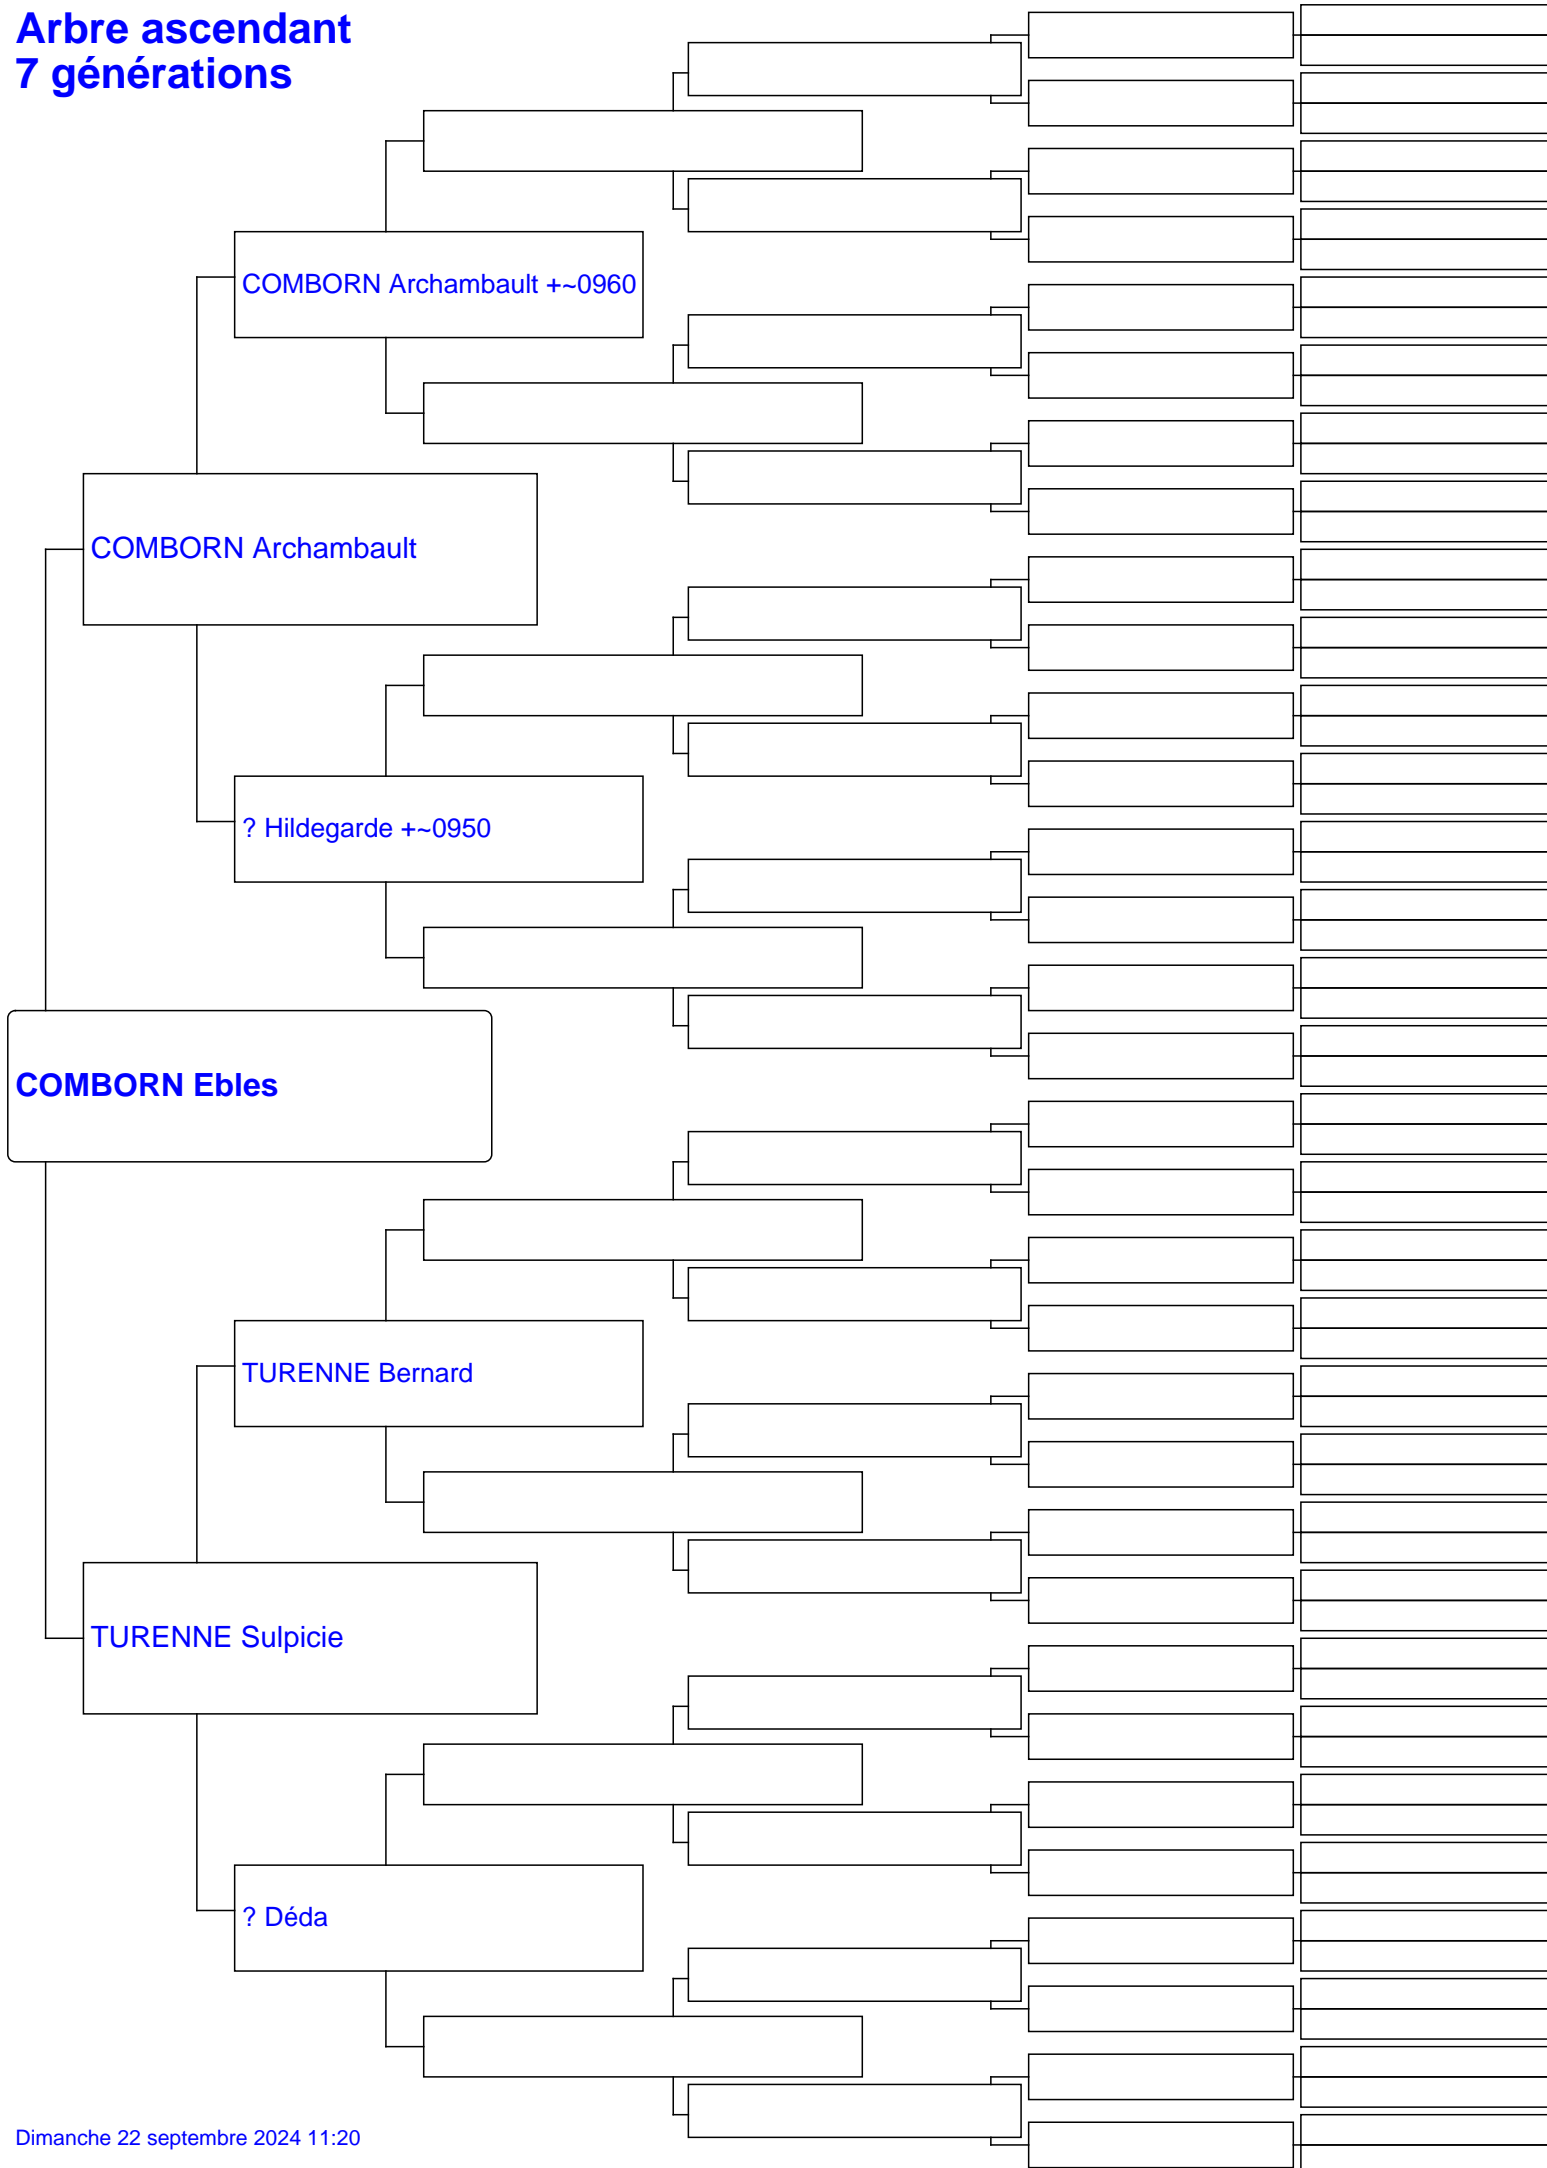 Arbre ascendant
7 générations
COMBORN Archambault +~0960
COMBORN Archambault
? Hildegarde +~0950
COMBORN Ebles
TURENNE Bernard
TURENNE Sulpicie
? Déda
Dimanche 22 septembre 2024 11:20